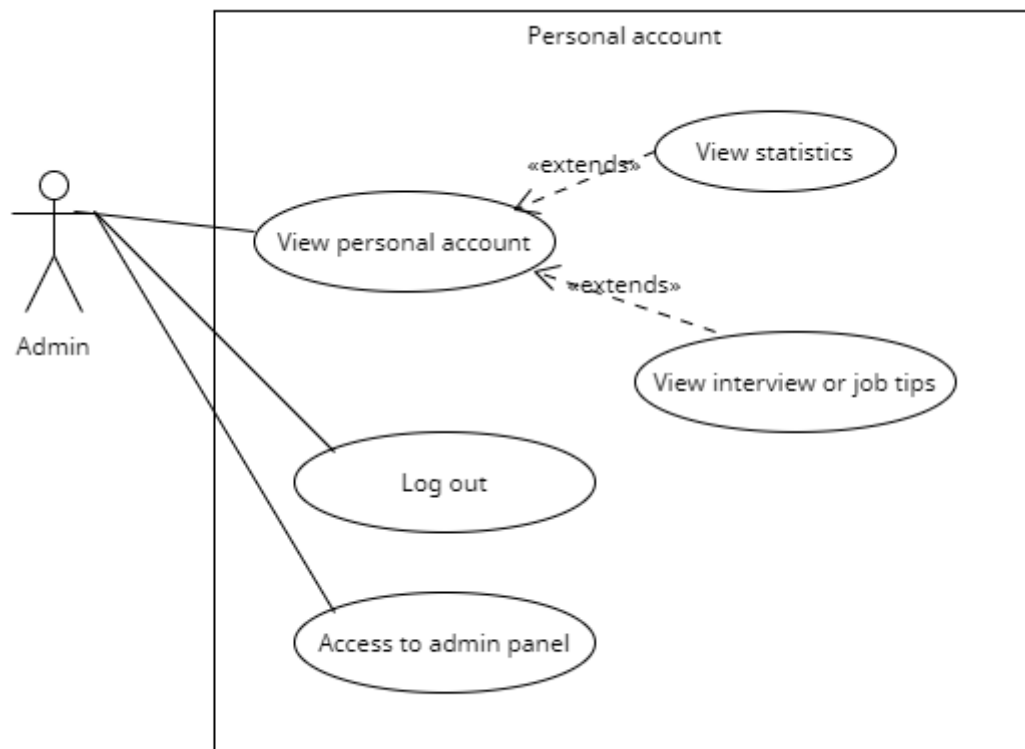 Personal account
View statistics
«extends»
View personal account
«extends»
Admin
View interview or job tips
Log out
Access to admin panel